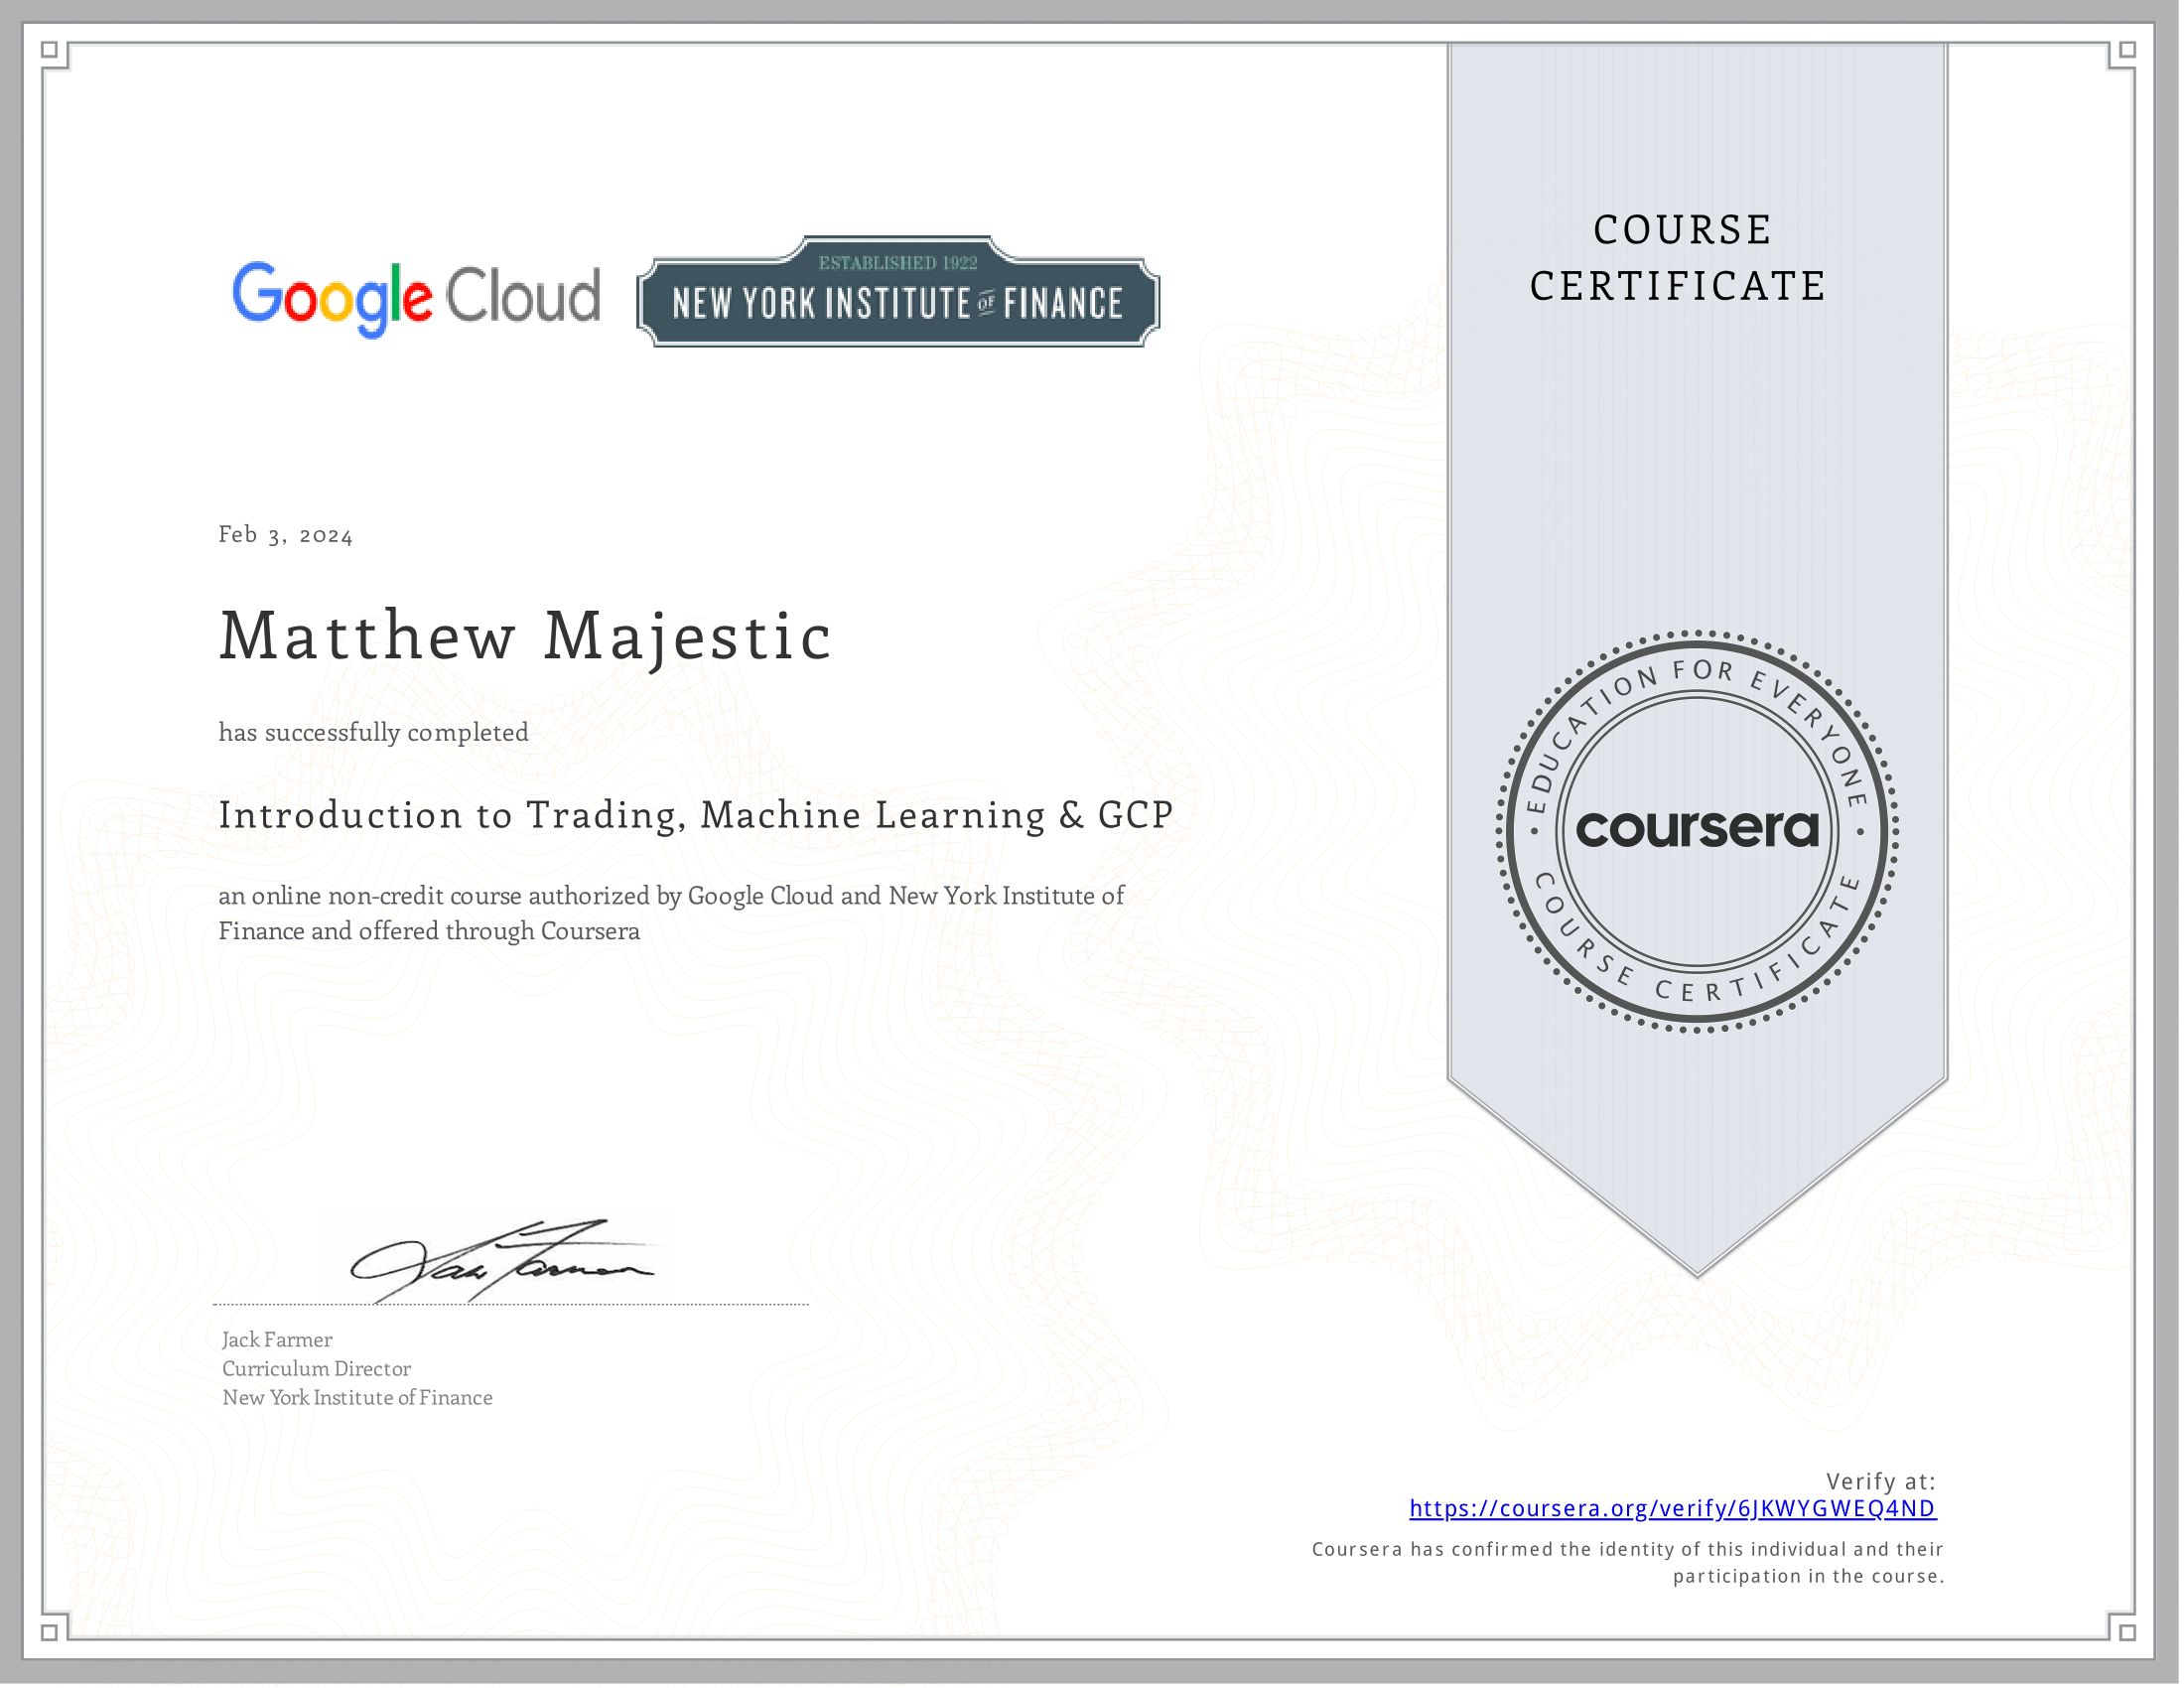 Google Cloud
ESTABLISHED 1922
NEW YORK INSTITUTE OF FINANCE
COURSE
CERTIFICATE
Feb 3, 2024
Matthew Majestic
has successfully completed
Introduction to Trading, Machine Learning & GCP
an online non-credit course authorized by Google Cloud and New York Institute of
Finance and offered through Coursera
EDUCATION FOR EVERYONE
coursera
COURSE CERTIFICATE
Jack Farmer
Jack Farmer
Curriculum Director
New York Institute of Finance
Verify at:
https://coursera.org/verify/6JKWYGWEQ4ND
Coursera has confirmed the identity of this individual and their
participation in the course.